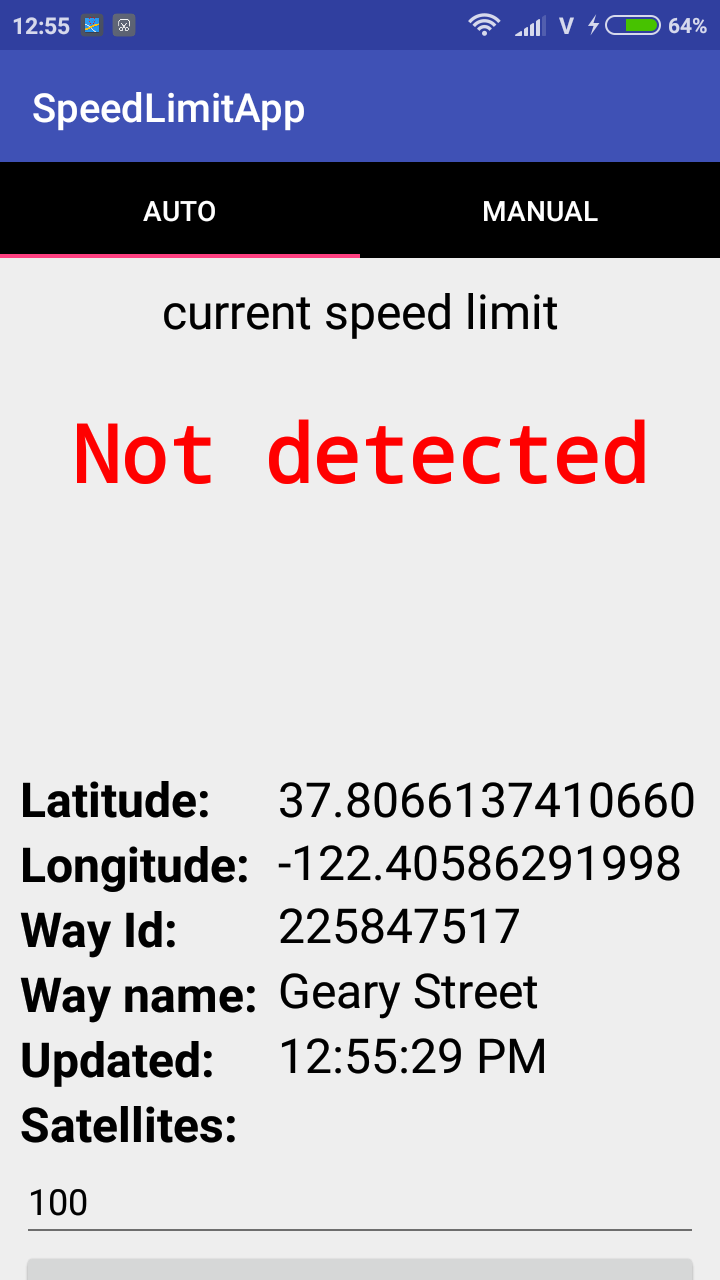 12:55 V 64%
SpeedLimitApp
AUTO MANUAL
current speed limit
Not detected
Latitude: 37.8066137410660
Longitude: -122.40586291998
Way Id: 225847517
Way name: Geary Street
Updated: 12:55:29 PM
Satellites:
100